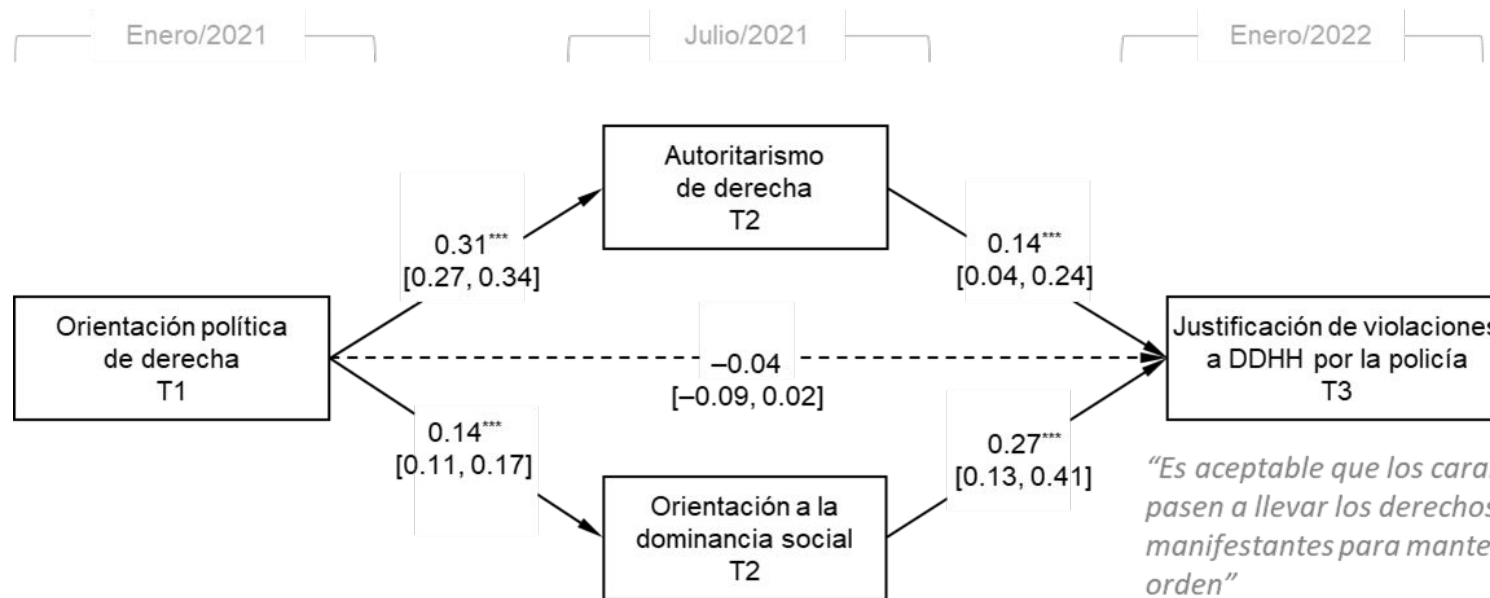 Enero/2021
Julio/2021
Enero/2022
Autoritarismo
de derecha
T2
0.31***
[0.27, 0.34]
0.14***
[0.04, 0.24]
Orientación política
de derecha
T1
–0.04
[–0.09, 0.02]
Justificación de violaciones
a DDHH por la policía
T3
0.14***
[0.11, 0.17]
0.27***
[0.13, 0.41]
Orientación a la
dominancia social
T2
“Es aceptable que los
pasen a llevar los derechos
manifestantes para
orden”